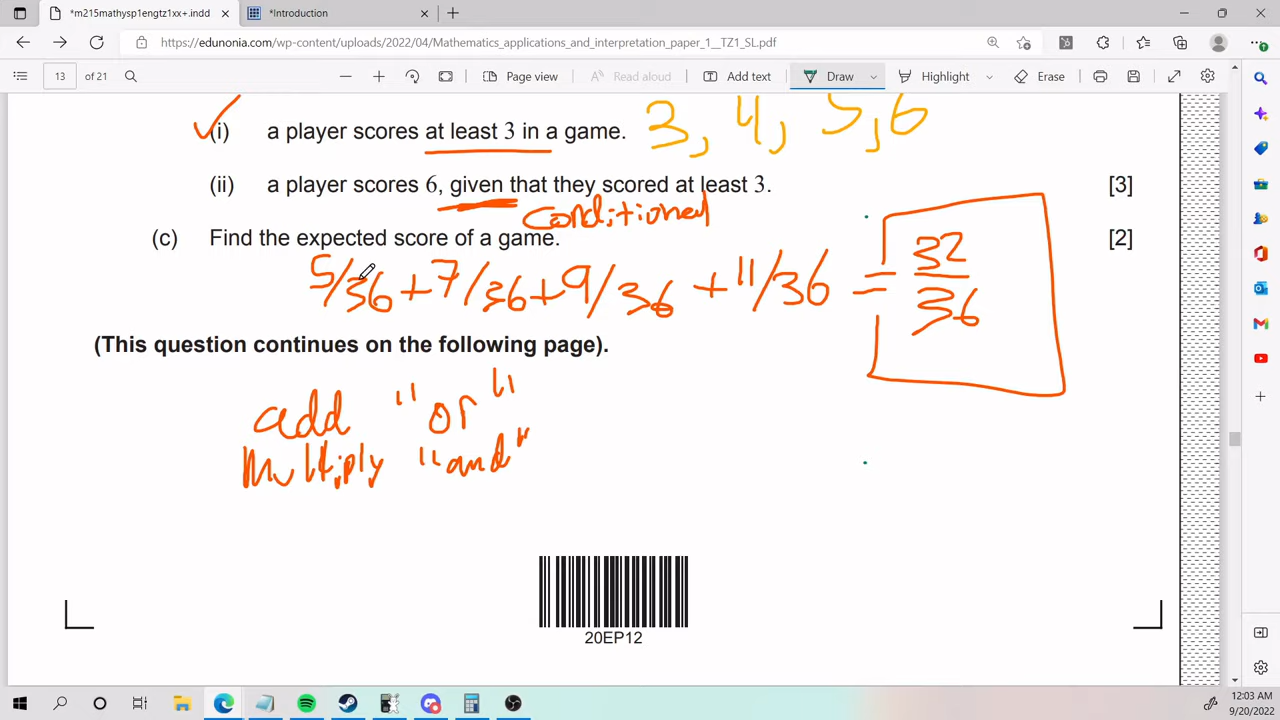 *m215mathysp1engtz1xx+.indd
*Introduction
https://edunonia.com/wp-content/uploads/2022/04/Mathematics_applications_and_interpretation_paper_1__TZ1_SL.pdf
13 of 21
Page view
Read aloud
Add text
Draw
Highlight
Erase
(i) a player scores at least 3 in a game. 3, 4, 5, 6
(ii) a player scores 6, given that they scored at least 3. [3]
conditioned
(c) Find the expected score of a game. [2]
5/36 + 7/36 + 9/36 + 11/36 = 32/36
(This question continues on the following page).
add "or"
Multiply "and"
20EP12
12:03 AM
9/20/2022